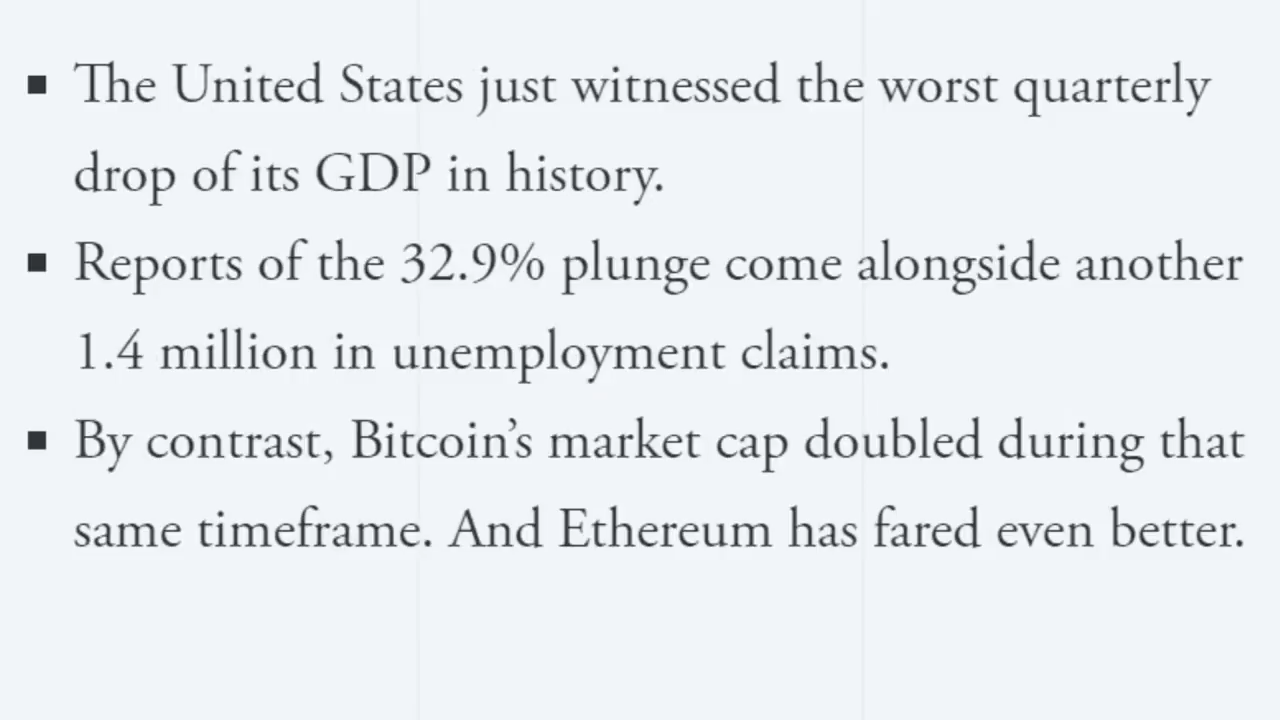 ▪ The United States just witnessed the worst quarterly
drop of its GDP in history.
▪ Reports of the 32.9% plunge come alongside another
1.4 million in unemployment claims.
▪ By contrast, Bitcoin’s market cap doubled during that
same timeframe. And Ethereum has fared even better.